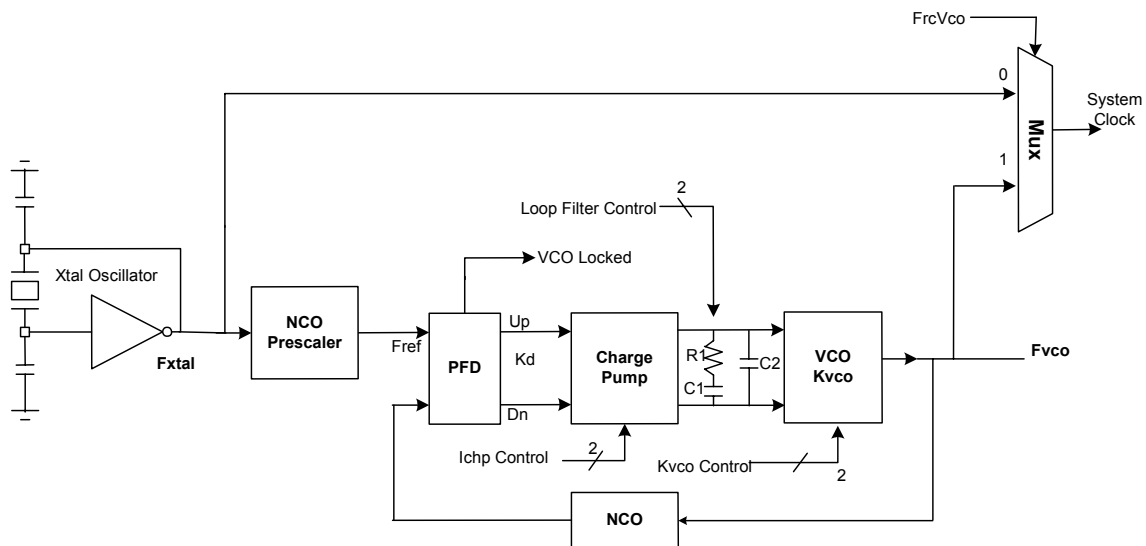 FrcVco
0
System
Clock
Mux
1
2
Loop Filter Control
Xtal Oscillator
VCO Locked
NCO
Prescaler
Fxtal
Fref
PFD
Up
Kd
Dn
Charge
Pump
R1
C1
C2
VCO
Kvco
Fvco
2
Ichp Control
Kvco Control
2
NCO